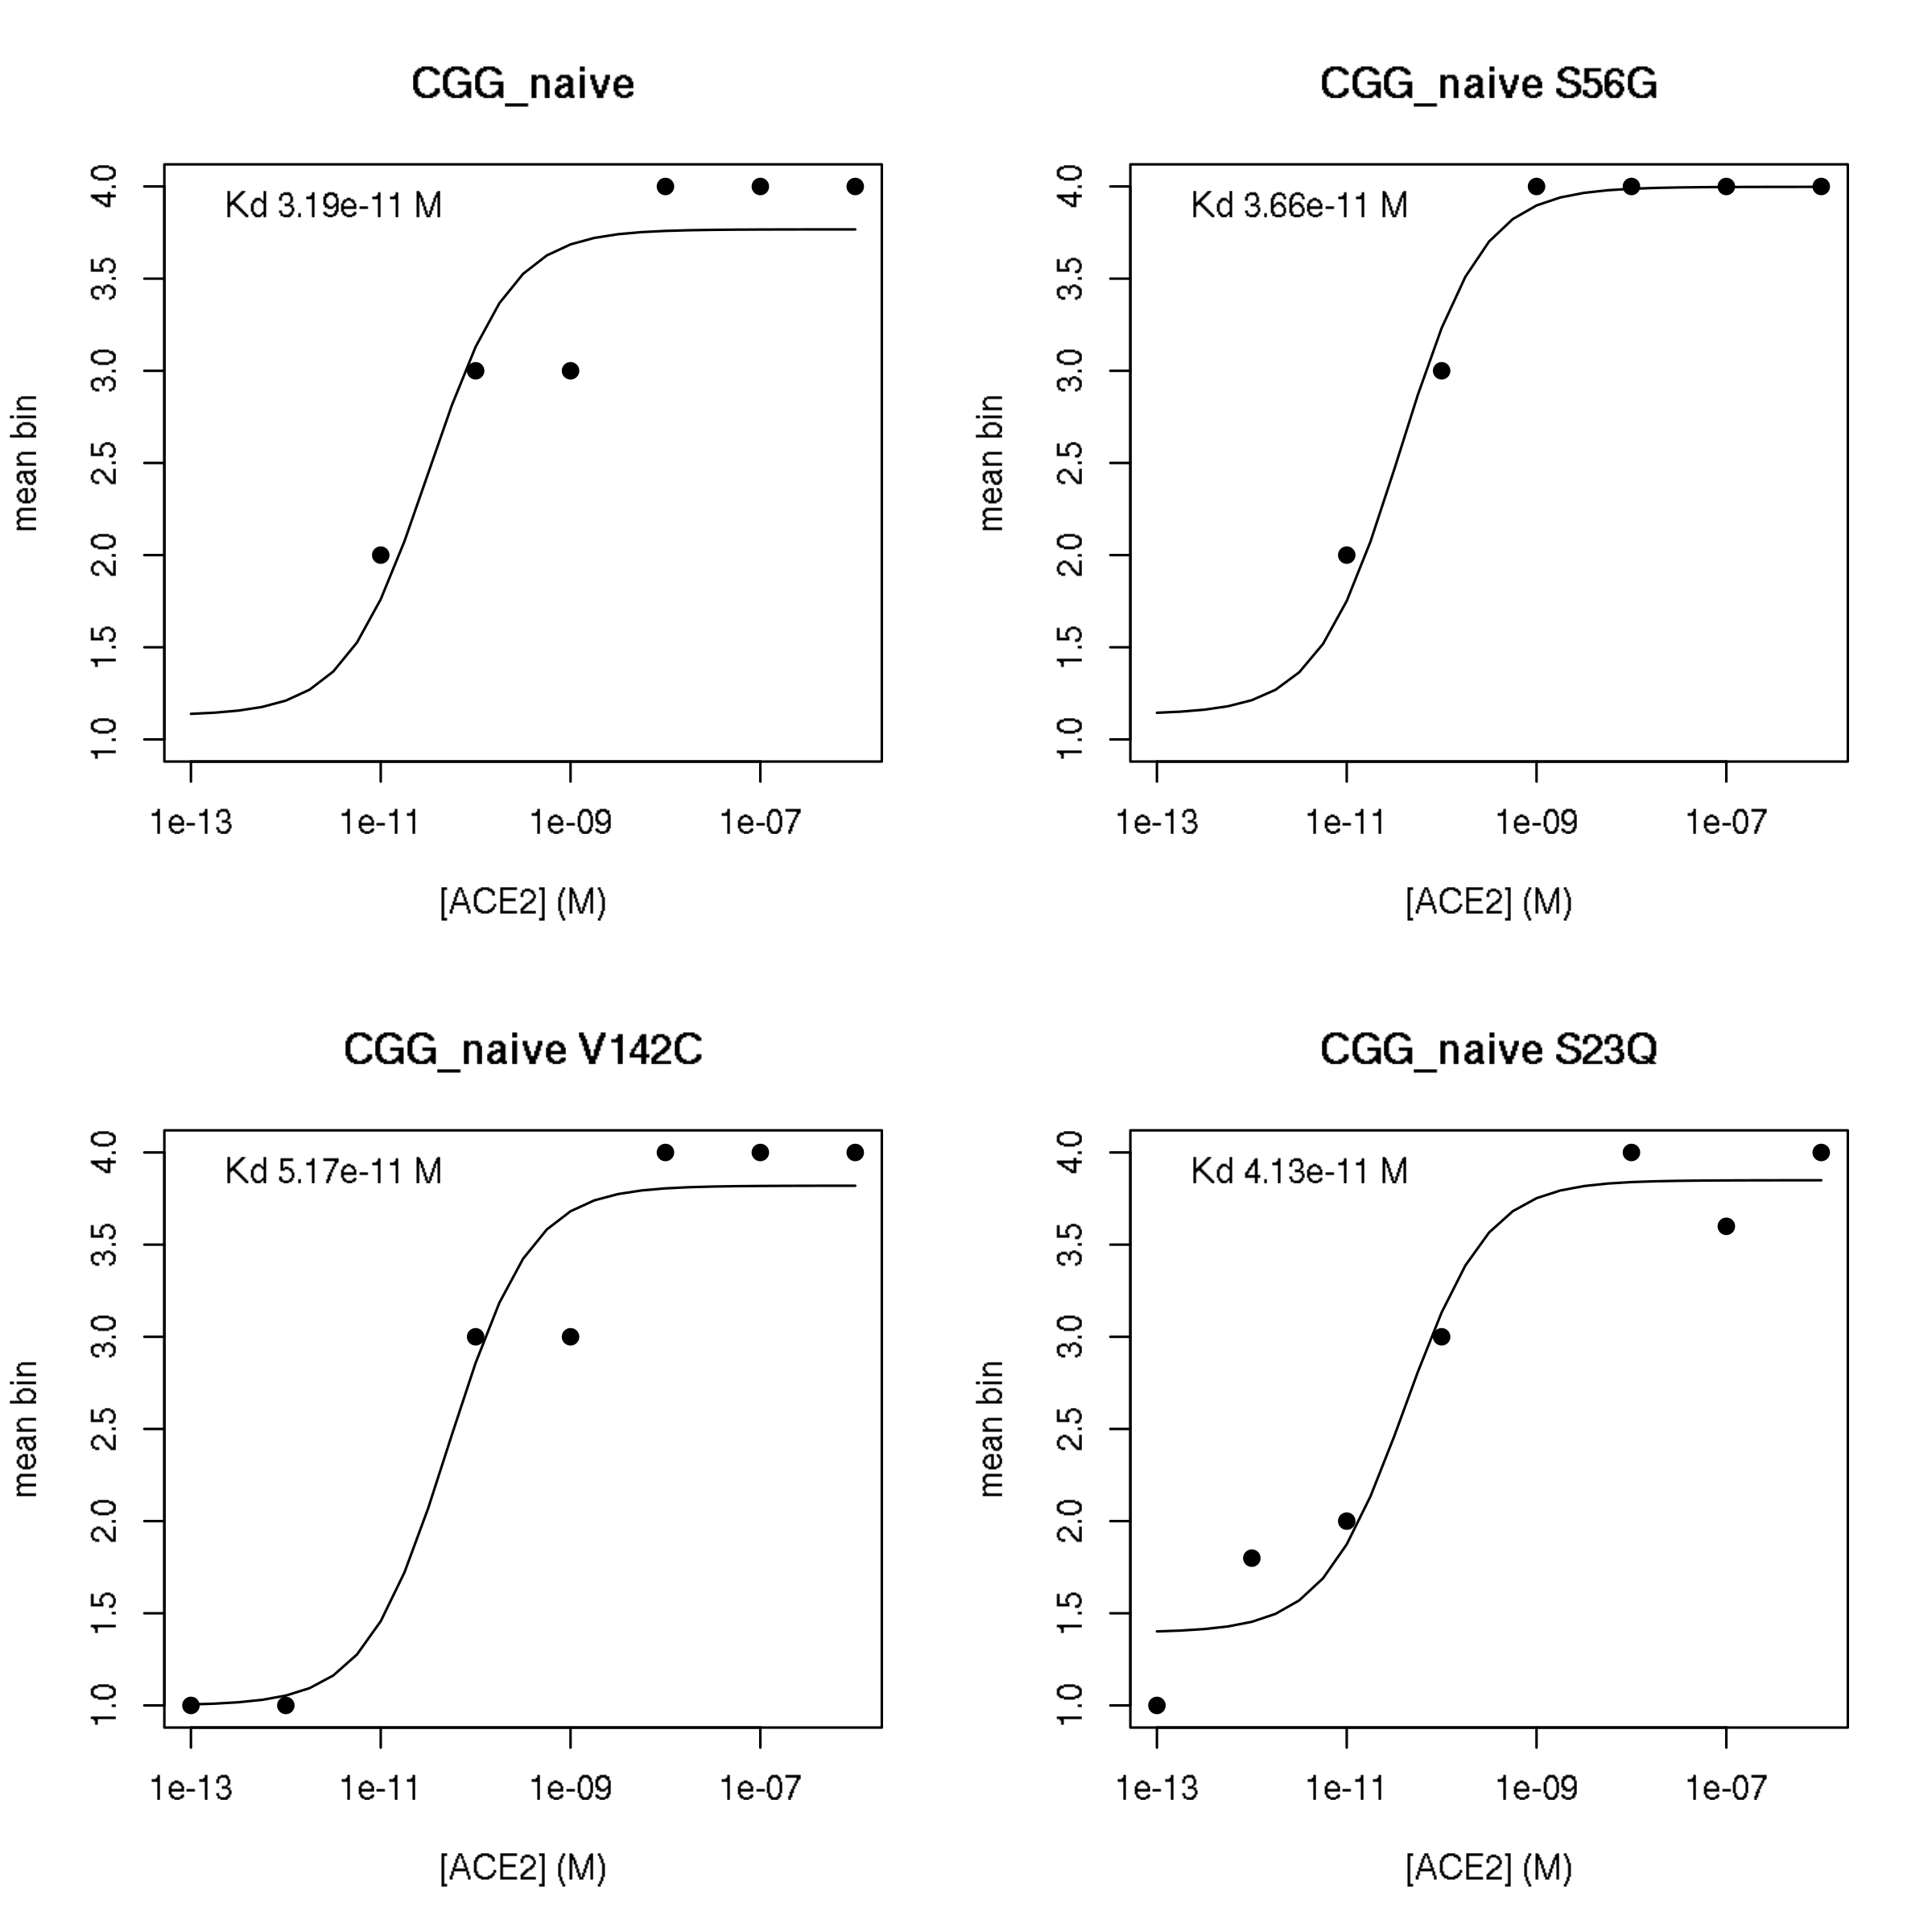 CGG_naive
Kd 3.19e-11 M
mean bin
4.0
3.5
3.0
2.5
2.0
1.5
1.0
1e-13 1e-11 1e-09 1e-07
[ACE2] (M)
CGG_naive S56G
Kd 3.66e-11 M
mean bin
4.0
3.5
3.0
2.5
2.0
1.5
1.0
1e-13 1e-11 1e-09 1e-07
[ACE2] (M)
CGG_naive V142C
Kd 5.17e-11 M
mean bin
4.0
3.5
3.0
2.5
2.0
1.5
1.0
1e-13 1e-11 1e-09 1e-07
[ACE2] (M)
CGG_naive S23Q
Kd 4.13e-11 M
mean bin
4.0
3.5
3.0
2.5
2.0
1.5
1.0
1e-13 1e-11 1e-09 1e-07
[ACE2] (M)